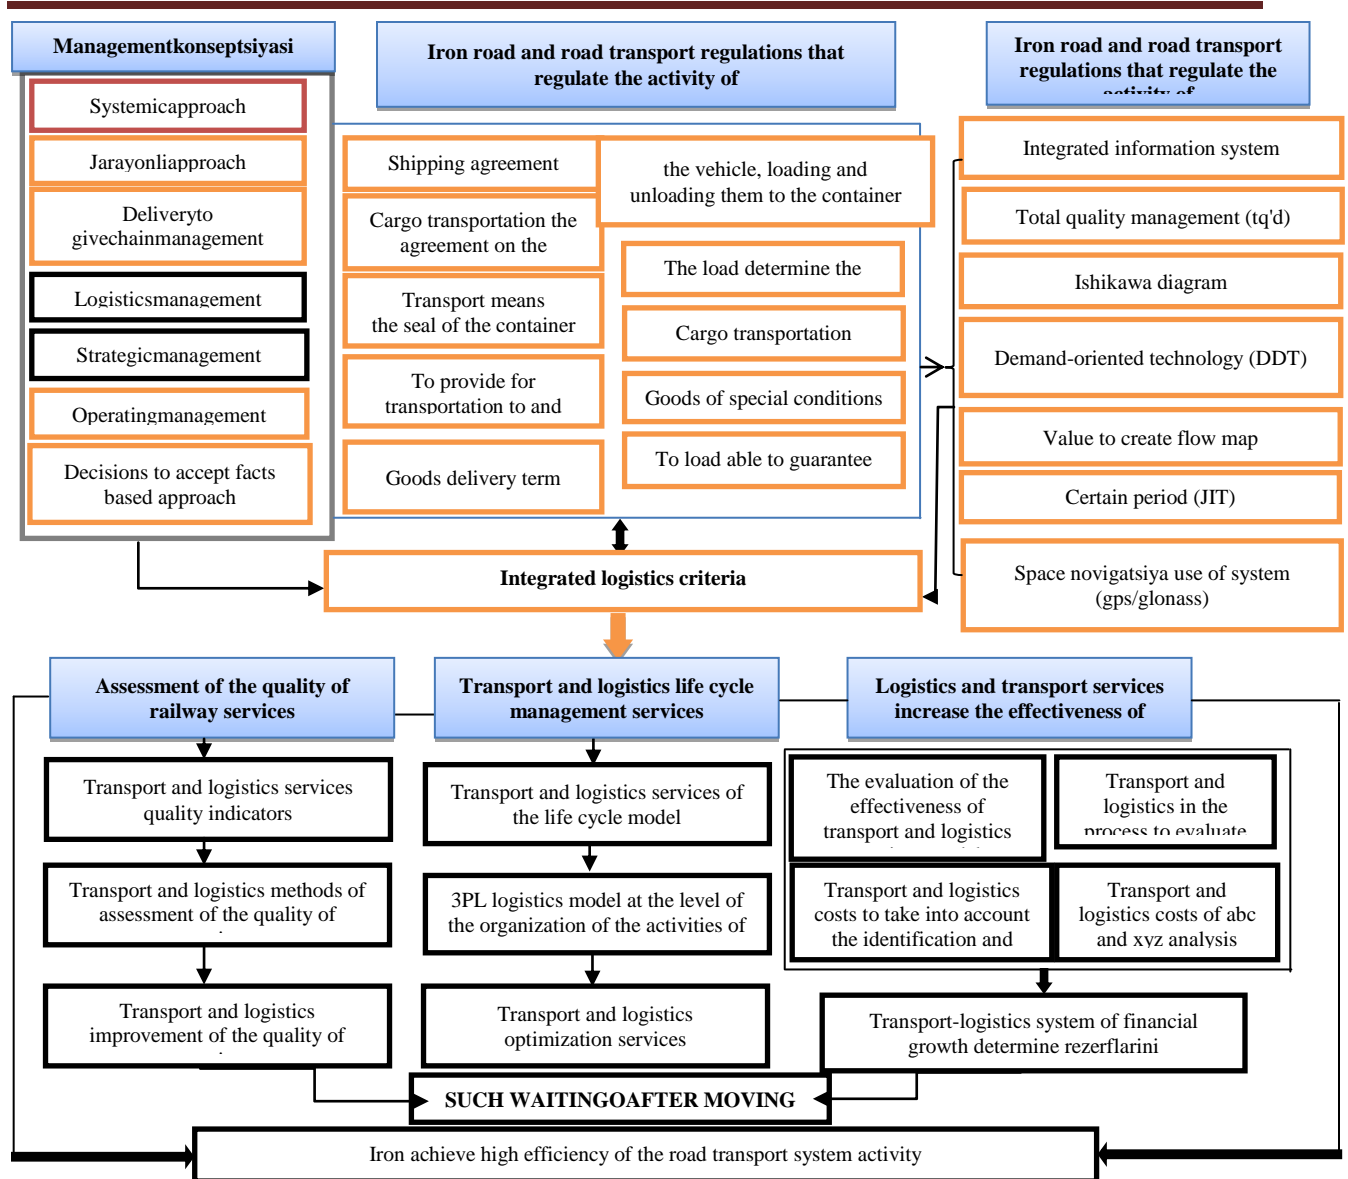 Managementkonseptsiyasi
Systemicapproach
Jarayonliapproach
Deliveryto
givechainmanagement
Logisticsmanagement
Strategicmanagement
Operatingmanagement
Decisions to accept facts
based approach
Iron road and road transport regulations that
regulate the activity of
Shipping agreement
Cargo transportation the
agreement on the
Transport means
the seal of the container
To provide for
transportation to and
Goods delivery term
the vehicle, loading and
unloading them to the container
The load determine the
Cargo transportation
Goods of special conditions
To load able to guarantee
Iron road and road transport
regulations that regulate the
activity of
Integrated information system
Total quality management (tq'd)
Ishikawa diagram
Demand-oriented technology (DDT)
Value to create flow map
Certain period (JIT)
Space novigatsiya use of system
(gps/glonass)
Integrated logistics criteria
Assessment of the quality of
railway services
Transport and logistics services
quality indicators
Transport and logistics methods of
assessment of the quality of
Transport and logistics
improvement of the quality of
Transport and logistics life cycle
management services
Transport and logistics services of
the life cycle model
3PL logistics model at the level of
the organization of the activities of
Transport and logistics
optimization services
Logistics and transport services
increase the effectiveness of
The evaluation of the
effectiveness of
transport and logistics
Transport and
logistics in the
process to evaluate
Transport and logistics
costs to take into account
the identification and
Transport and
logistics costs of abc
and xyz analysis
Transport-logistics system of financial
growth determine rezerflarini
SUCH WAITINGOAFTER MOVING
Iron achieve high efficiency of the road transport system activity